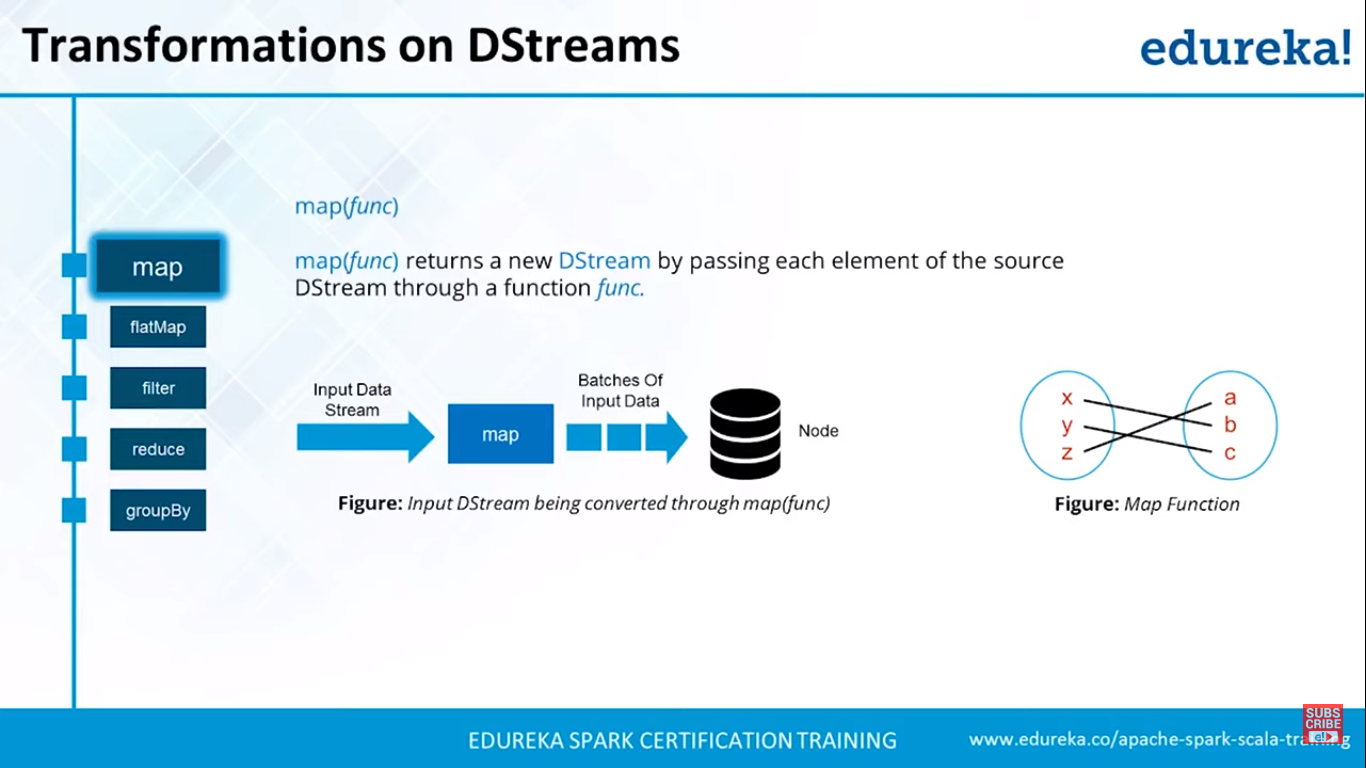 Transformations on DStreams
edureka!
map
flatMap
filter
reduce
groupBy
map(func)
map(func) returns a new DStream by passing each element of the source
DStream through a function func.
Input Data
Stream
map
Batches Of
Input Data
Node
Figure: Input DStream being converted through map(func)
x
y
z
a
b
c
Figure: Map Function
EDUREKA SPARK CERTIFICATION TRAINING
www.edureka.co/apache-spark-scala-training
SUBS
CRIBE
e!